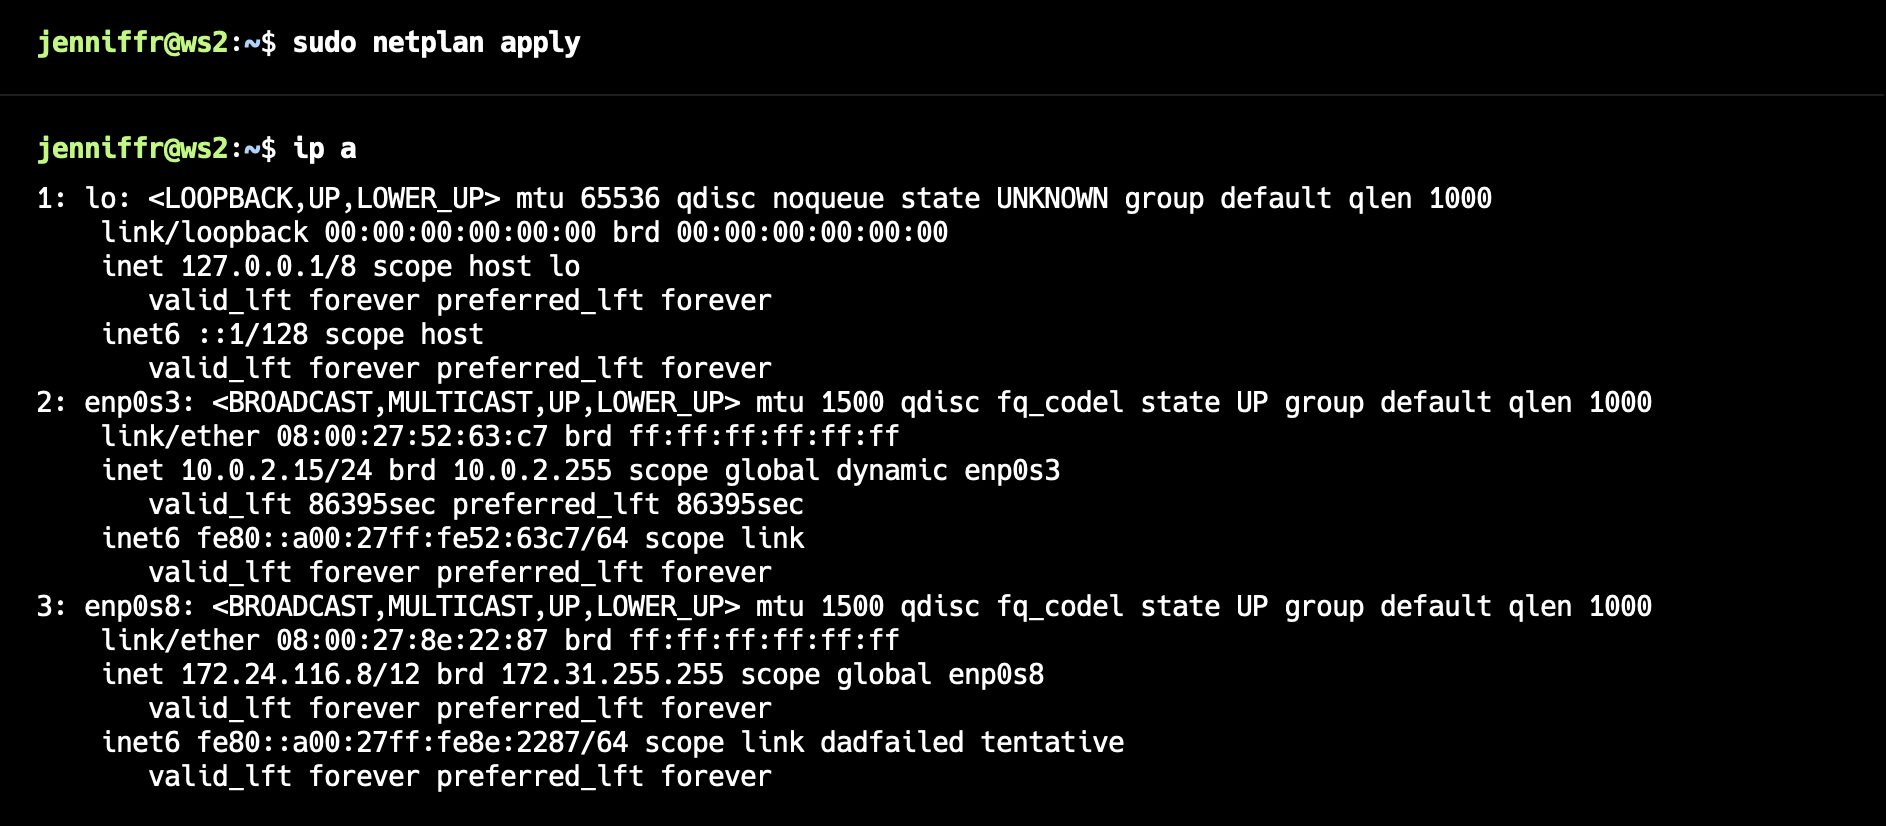 jenniffr@ws2:~$ sudo netplan apply
jenniffr@ws2:~$ ip a
1: lo: <LOOPBACK,UP,LOWER_UP> mtu 65536 qdisc noqueue state UNKNOWN group default qlen 1000
    link/loopback 00:00:00:00:00:00 brd 00:00:00:00:00:00
    inet 127.0.0.1/8 scope host lo
       valid_lft forever preferred_lft forever
    inet6 ::1/128 scope host
       valid_lft forever preferred_lft forever
2: enp0s3: <BROADCAST,MULTICAST,UP,LOWER_UP> mtu 1500 qdisc fq_codel state UP group default qlen 1000
    link/ether 08:00:27:52:63:c7 brd ff:ff:ff:ff:ff:ff
    inet 10.0.2.15/24 brd 10.0.2.255 scope global dynamic enp0s3
       valid_lft 86395sec preferred_lft 86395sec
    inet6 fe80::a00:27ff:fe52:63c7/64 scope link
       valid_lft forever preferred_lft forever
3: enp0s8: <BROADCAST,MULTICAST,UP,LOWER_UP> mtu 1500 qdisc fq_codel state UP group default qlen 1000
    link/ether 08:00:27:8e:22:87 brd ff:ff:ff:ff:ff:ff
    inet 172.24.116.8/12 brd 172.31.255.255 scope global enp0s8
       valid_lft forever preferred_lft forever
    inet6 fe80::a00:27ff:fe8e:2287/64 scope link dadfailed tentative
       valid_lft forever preferred_lft forever